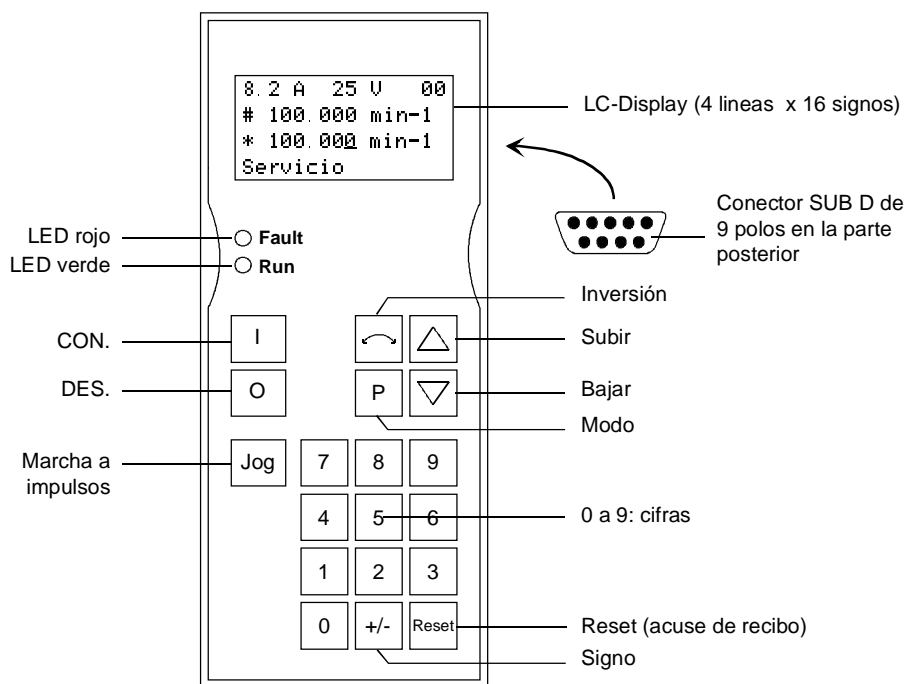 8.2 A 25 V 00
# 100.000 min-1
* 100.000 min-1
Servicio
LC-Display (4 lineas x 16 signos)
Conector SUB D de
9 polos en la parte
posterior
LED rojo
Fault
LED verde
Run
Inversión
CON.
I
Subir
DES.
O
P
Bajar
Modo
Marcha a
impulsos
Jog
7 8 9
4 5 6
0 a 9: cifras
1 2 3
0 +/- Reset
Reset (acuse de recibo)
Signo